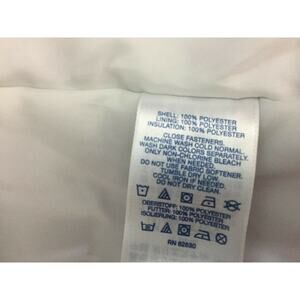 SHELL: 100% POLYESTER
LINING: 100% POLYESTER
INSULATION: 100% POLYESTER
CLOSE FASTENERS.
MACHINE WASH COLD NORMAL.
WASH DARK COLORS SEPARATELY.
ONLY NON-CHLORINE BLEACH
WHEN NEEDED.
DO NOT USE FABRIC SOFTENER.
TUMBLE DRY LOW.
COOL IRON IF NEEDED.
DO NOT DRY CLEAN.
OBERSTOFF: 100% POLYESTER
FUTTER: 100% POLYESTER
ISOLIERUNG: 100% POLYESTER
RN 62830